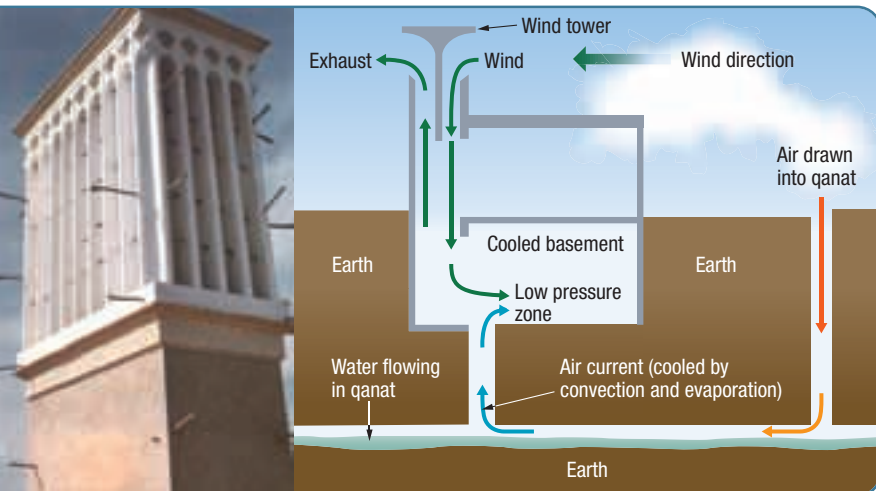 Wind tower
Exhaust
Wind
Wind direction
Air drawn
into qanat
Earth
Cooled basement
Earth
Low pressure
zone
Water flowing
in qanat
Air current (cooled by
convection and evaporation)
Earth